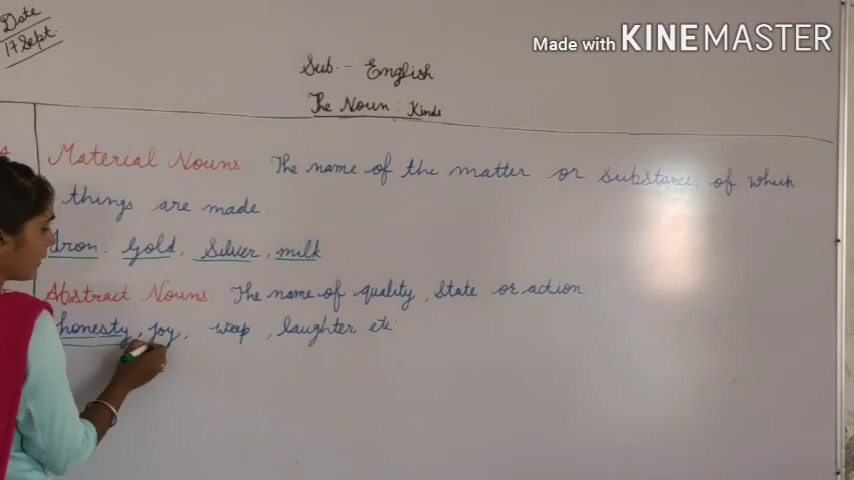 Date
17 Sept.
Made with KINEMASTER
Sub. - English
The Noun : Kinds
Material Nouns. The name of the matter or substance of which
things are made
Iron, Gold, Silver, milk
Abstract Nouns. The name of quality, State or action
honesty, joy, weep, laughter etc